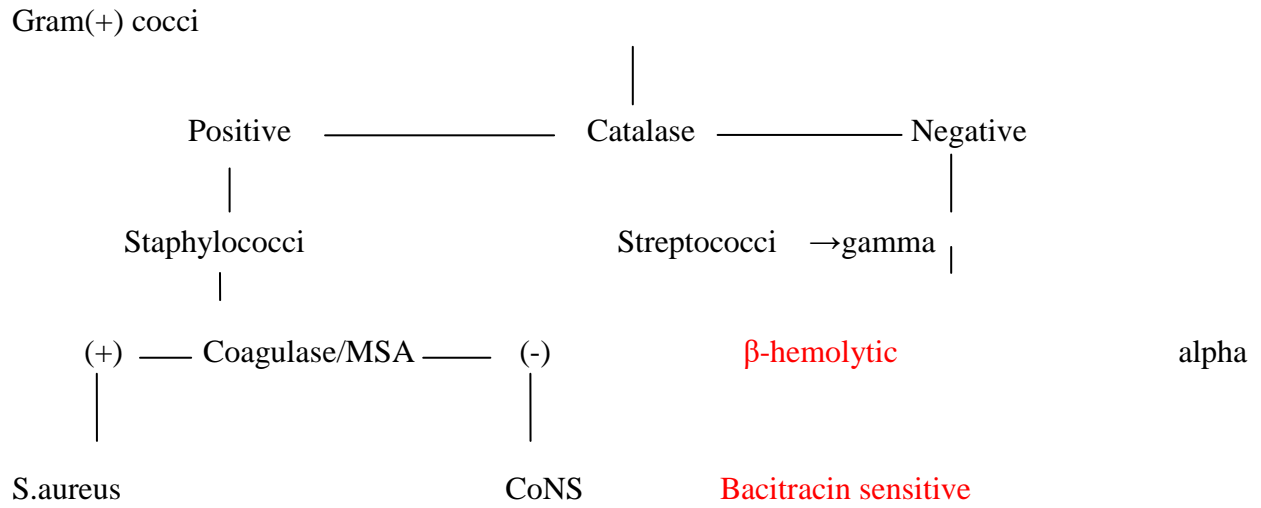 Gram(+) cocci
Positive Catalase Negative
Staphylococci Streptococci →gamma
(+) Coagulase/MSA (-) β-hemolytic alpha
S.aureus CoNS Bacitracin sensitive